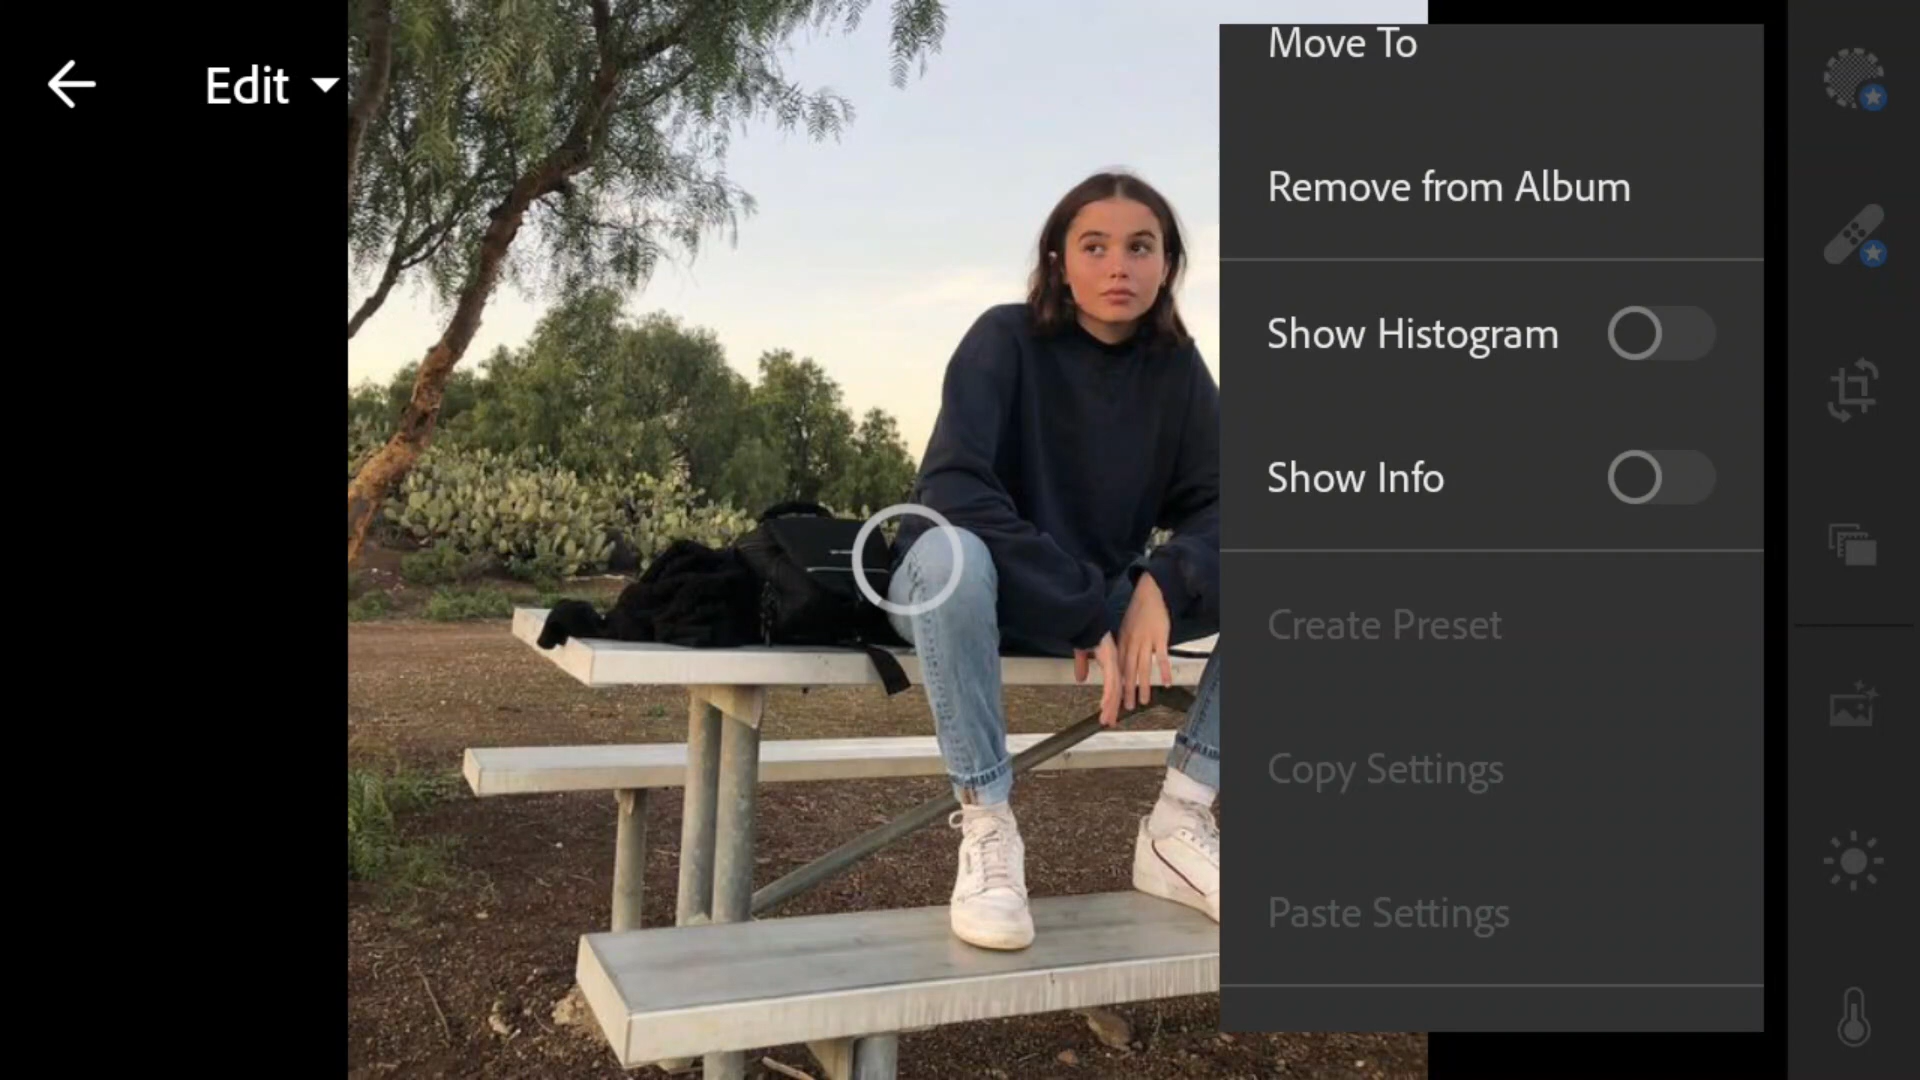 Edit
Move To
Remove from Album
Show Histogram
Show Info
Create Preset
Copy Settings
Paste Settings